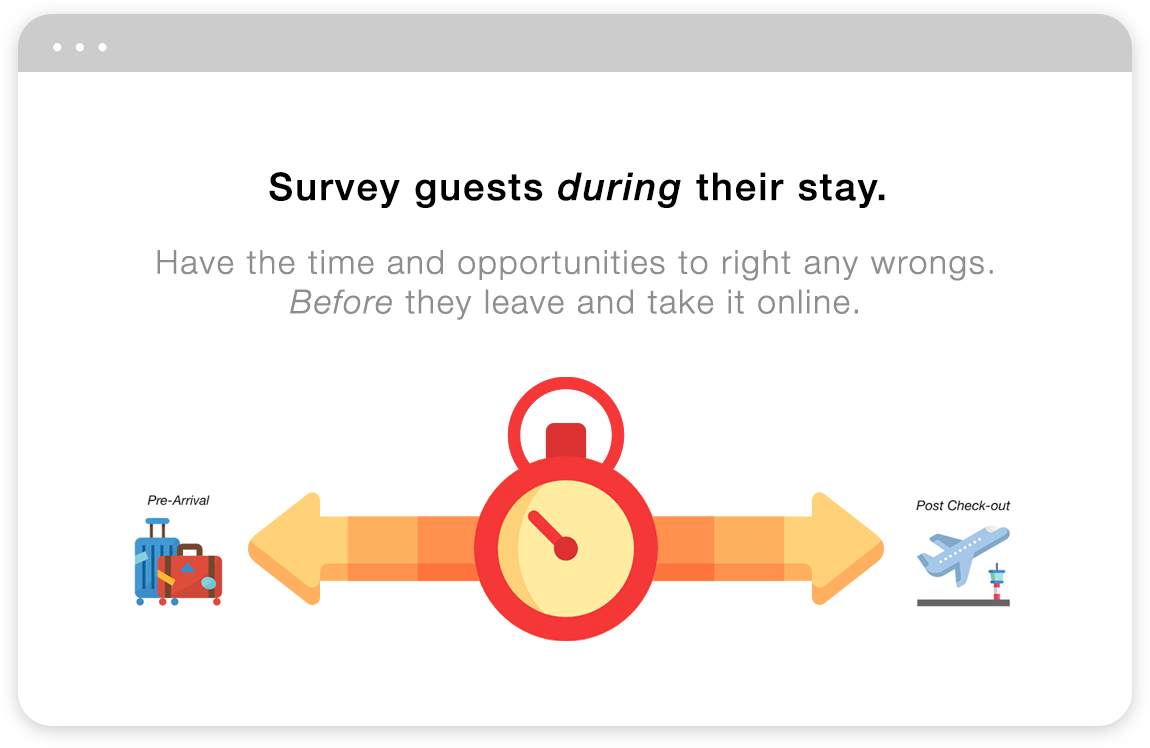 Survey guests during their stay.
Have the time and opportunities to right any wrongs.
Before they leave and take it online.
Pre-Arrival
Post Check-out